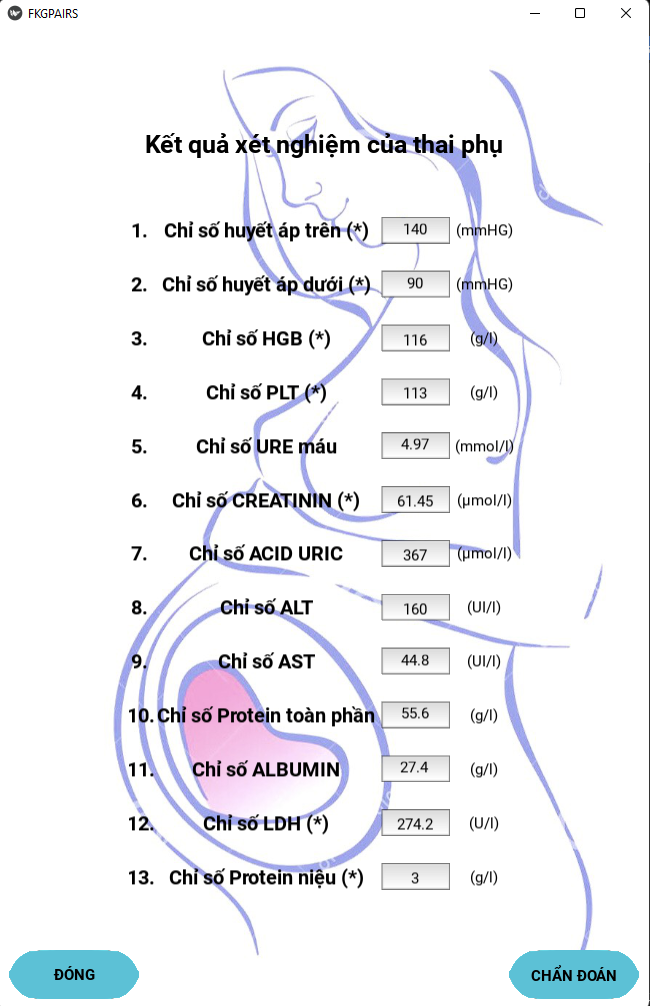 FKGPAIRS
Kết quả xét nghiệm của thai phụ
1. Chỉ số huyết áp trên (*) 140 (mmHG)
2. Chỉ số huyết áp dưới (*) 90 (mmHG)
3. Chỉ số HGB (*) 116 (g/l)
4. Chỉ số PLT (*) 113 (g/l)
5. Chỉ số URE máu 4.97 (mmol/l)
6. Chỉ số CREATININ (*) 61.45 (µmol/l)
7. Chỉ số ACID URIC 367 (µmol/l)
8. Chỉ số ALT 160 (UI/l)
9. Chỉ số AST 44.8 (UI/l)
10. Chỉ số Protein toàn phần 55.6 (g/l)
11. Chỉ số ALBUMIN 27.4 (g/l)
12. Chỉ số LDH (*) 274.2 (U/l)
13. Chỉ số Protein niệu (*) 3 (g/l)
ĐÓNG CHẨN ĐOÁN